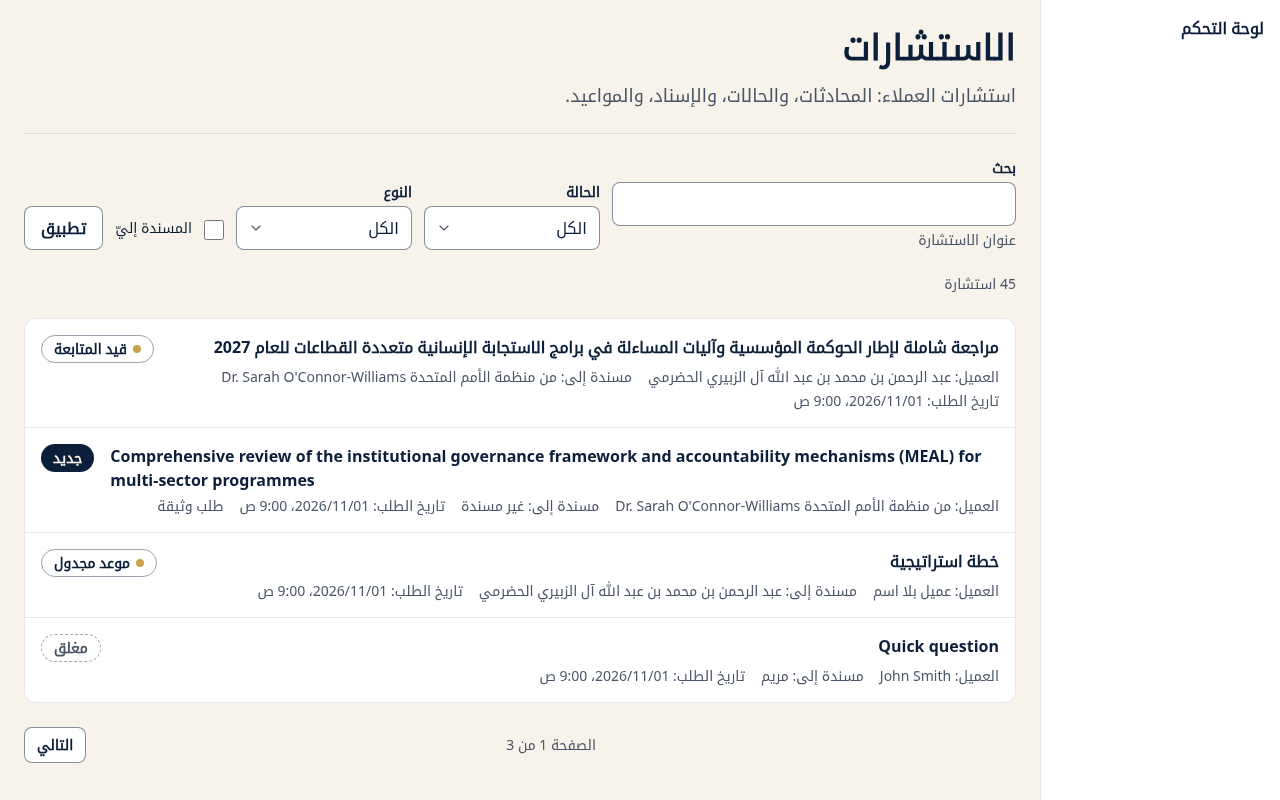 لوحة التحكم
الاستشارات
استشارات العملاء: المحادثات، والحالات، والإسناد، والمواعيد.
بحث
عنوان الاستشارة
الحالة
الكل
النوع
الكل
المسندة إليّ
تطبيق
45 استشارة
مراجعة شاملة لإطار الحوكمة المؤسسية وآليات المساءلة في برامج الاستجابة الإنسانية متعددة القطاعات للعام 2027
قيد المتابعة
العميل: عبد الرحمن بن محمد بن عبد الله آل الزبيري الحضرمي مسندة إلى: من منظمة الأمم المتحدة Dr. Sarah O'Connor-Williams
تاريخ الطلب: 2026/11/01، 9:00 ص
Comprehensive review of the institutional governance framework and accountability mechanisms (MEAL) for
multi-sector programmes
جديد
العميل: من منظمة الأمم المتحدة Dr. Sarah O'Connor-Williams مسندة إلى: غير مسندة تاريخ الطلب: 2026/11/01، 9:00 ص طلب وثيقة
خطة استراتيجية
موعد مجدول
العميل: عميل بلا اسم مسندة إلى: عبد الرحمن بن محمد بن عبد الله آل الزبيري الحضرمي تاريخ الطلب: 2026/11/01، 9:00 ص
Quick question
مغلق
العميل: John Smith مسندة إلى: مريم تاريخ الطلب: 2026/11/01، 9:00 ص
الصفحة 1 من 3
التالي